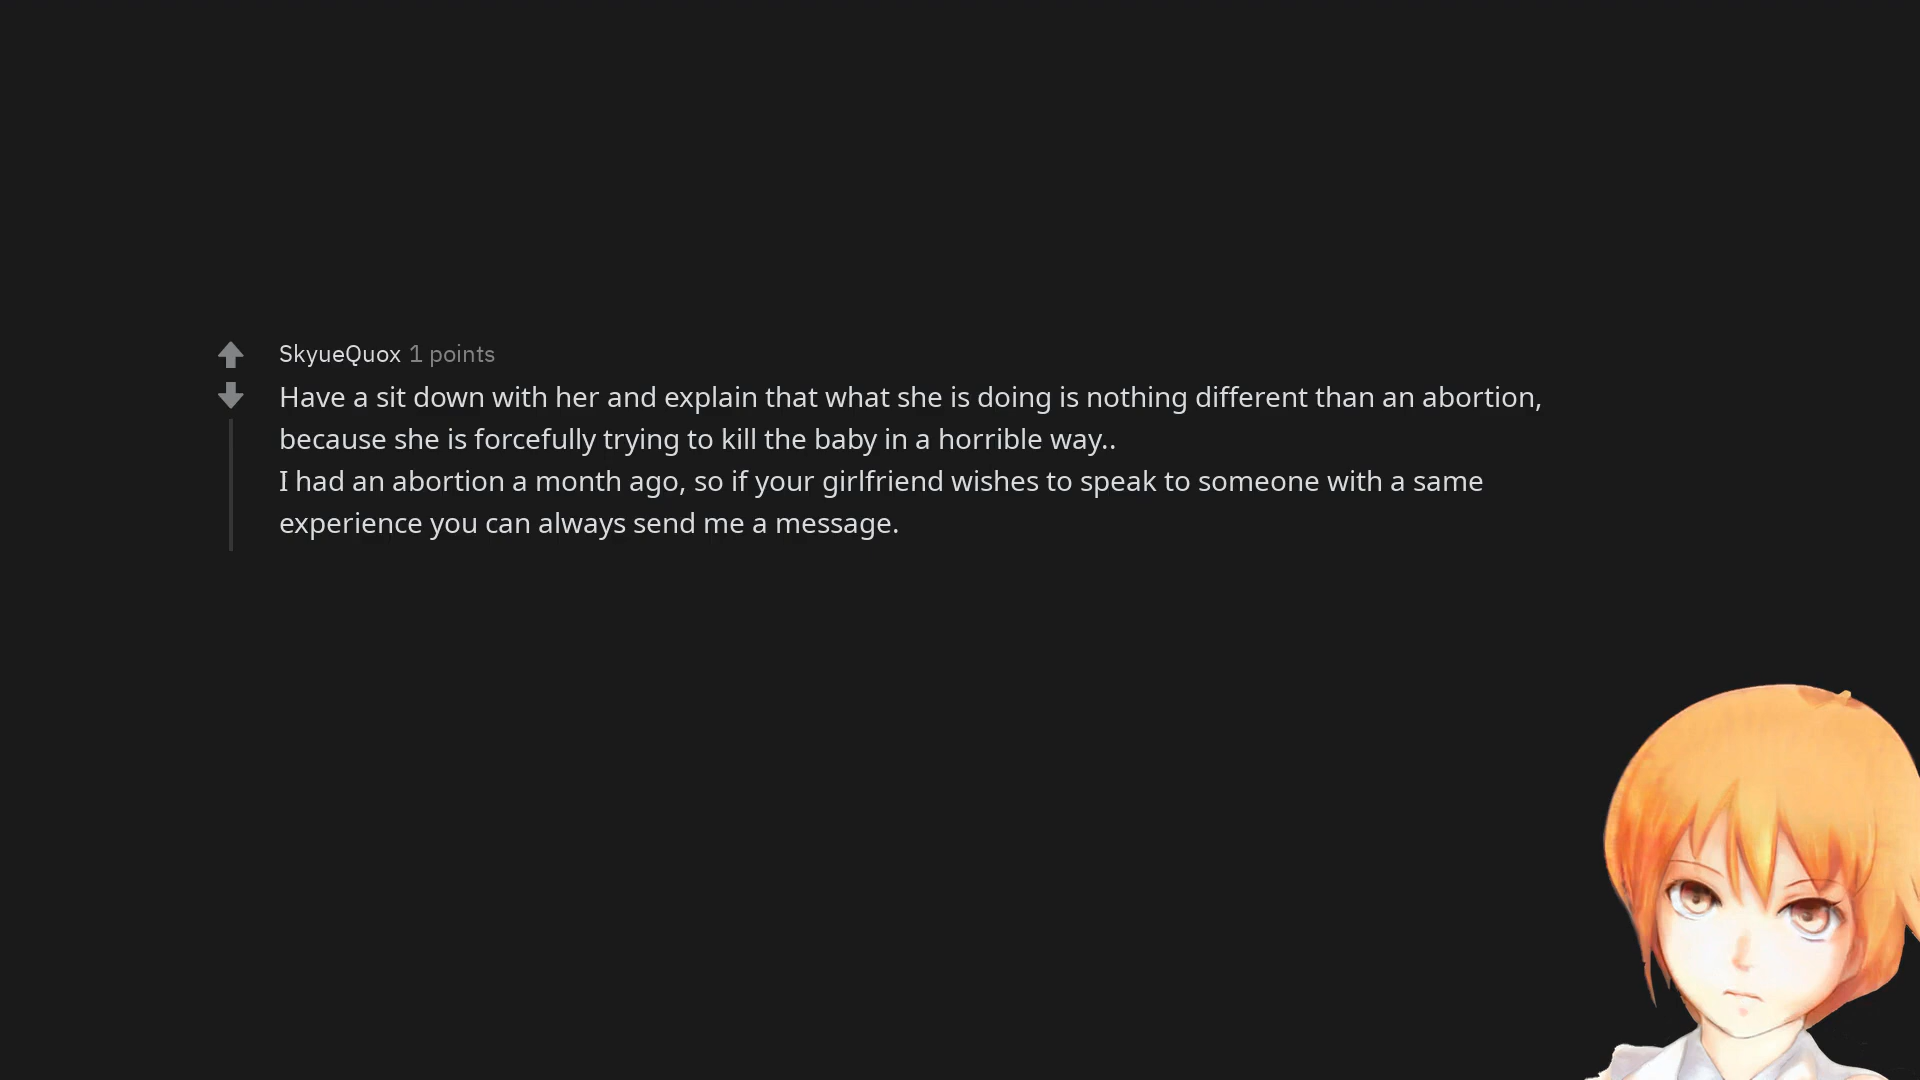 SkyueQuox 1 points
Have a sit down with her and explain that what she is doing is nothing different than an abortion,
because she is forcefully trying to kill the baby in a horrible way..
I had an abortion a month ago, so if your girlfriend wishes to speak to someone with a same
experience you can always send me a message.